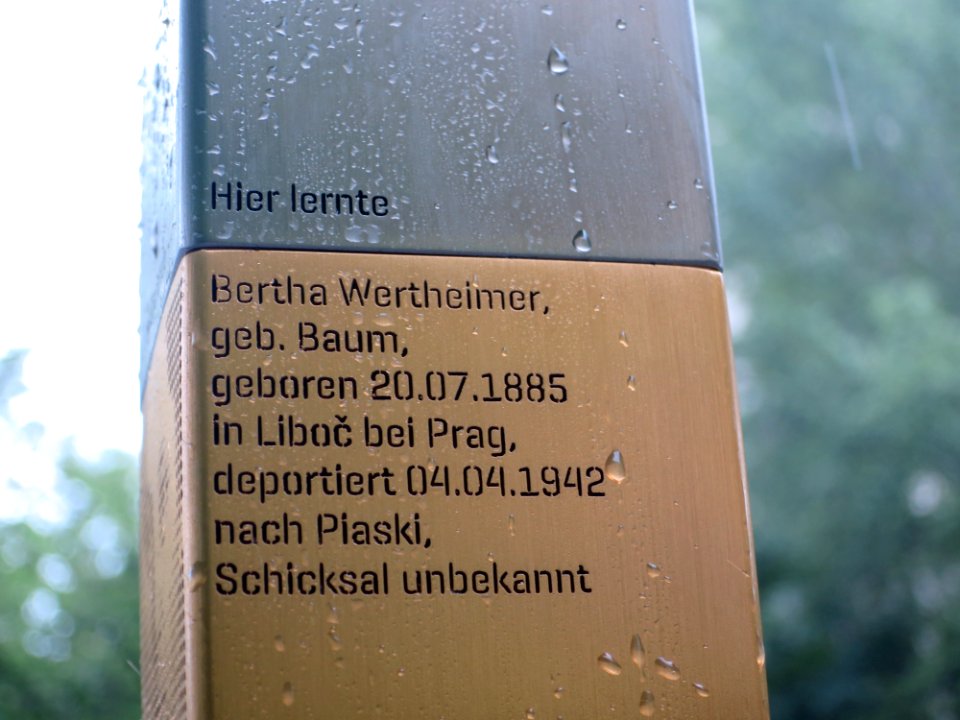 Hier lernte
Bertha Wertheimer,
geb. Baum,
geboren 20.07.1885
in Liboč bei Prag,
deportiert 04.04.1942
nach Piaski,
Schicksal unbekannt